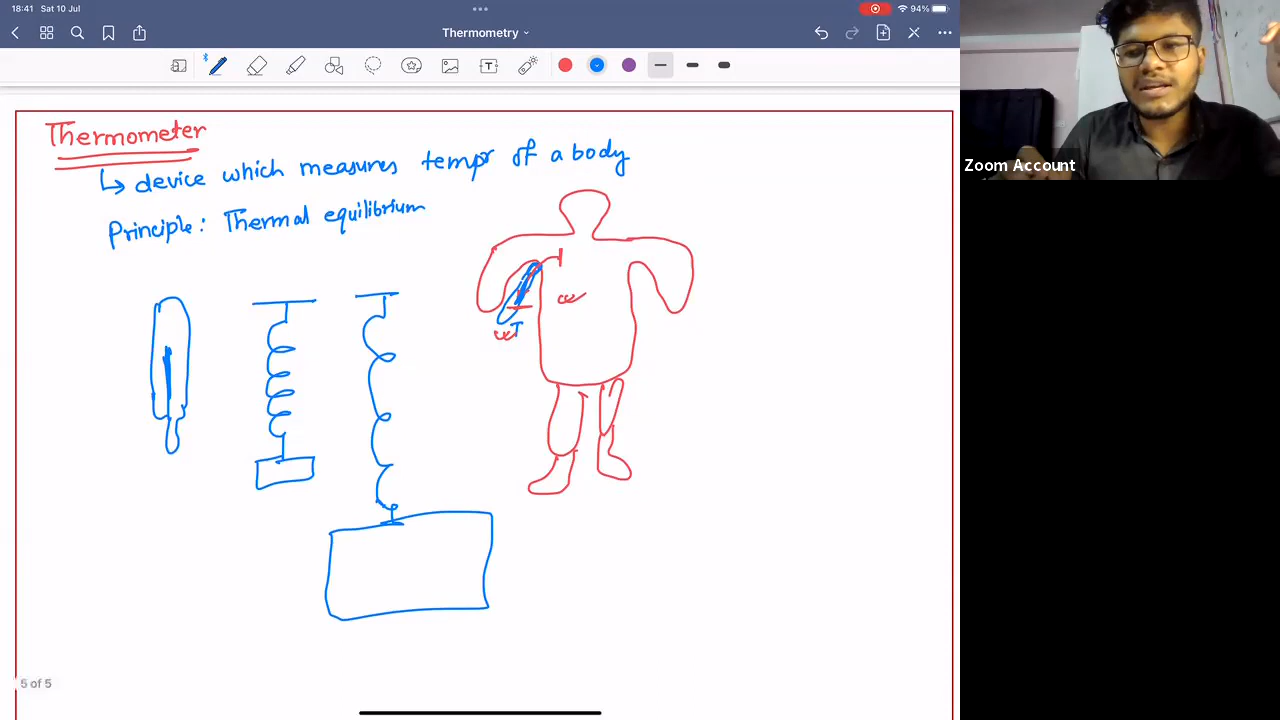 18:41 Sat 10 Jul
94%
Thermometry
Thermometer
↳ device which measures tempr of a body
Principle: Thermal equilibrium
T
T
5 of 5
Zoom Account